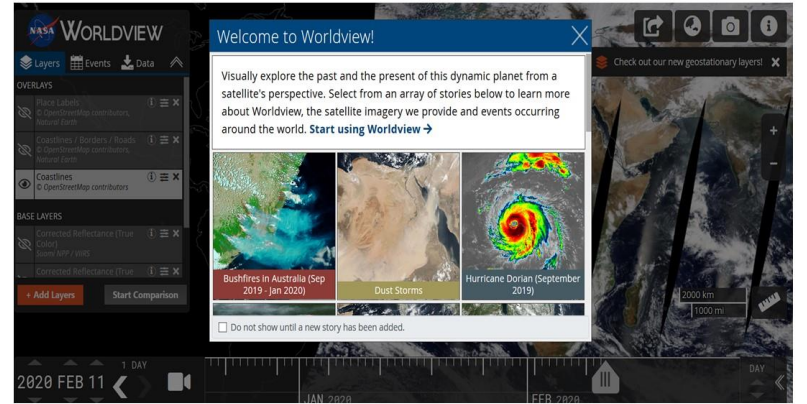 NASA
WORLDVIEW
Layers Events Data
OVERLAYS
Place Labels
© OpenStreetMap contributors,
Natural Earth
Coastlines / Borders / Roads
© OpenStreetMap contributors,
Natural Earth
Coastlines
© OpenStreetMap contributors
BASE LAYERS
Corrected Reflectance (True
Color)
Suomi NPP / VIIRS
Corrected Reflectance (True
+ Add Layers Start Comparison
Welcome to Worldview!
Visually explore the past and the present of this dynamic planet from a
satellite's perspective. Select from an array of stories below to learn more
about Worldview, the satellite imagery we provide and events occurring
around the world. Start using Worldview →
Bushfires in Australia (Sep
2019 - Jan 2020)
Dust Storms
Hurricane Dorian (September
2019)
Do not show until a new story has been added.
Check out our new geostationary layers!
2000 km
1000 mi
1 DAY
2020 FEB 11
JAN 2020
FEB 2020
DAY